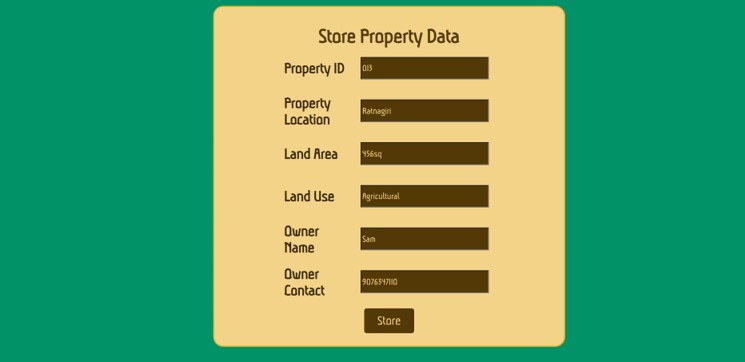 Store Property Data
Property ID
013
Property
Location
Ratnagiri
Land Area
456sq
Land Use
Agricultural
Owner
Name
Sam
Owner
Contact
9076347110
Store